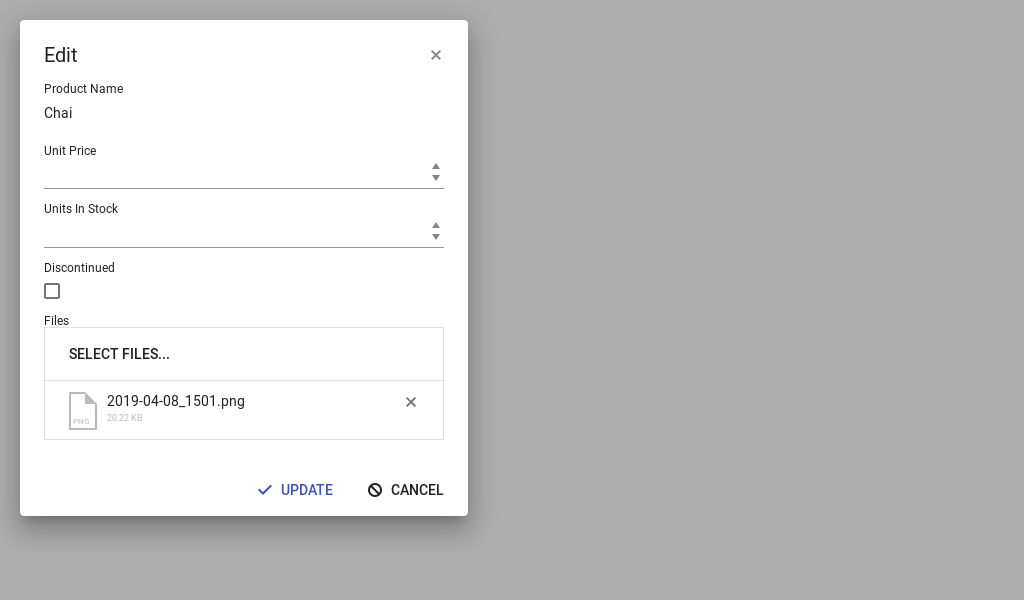 Edit
Product Name
Chai
Unit Price
Units In Stock
Discontinued
Files
SELECT FILES...
2019-04-08_1501.png
PNG
20.22 KB
UPDATE CANCEL